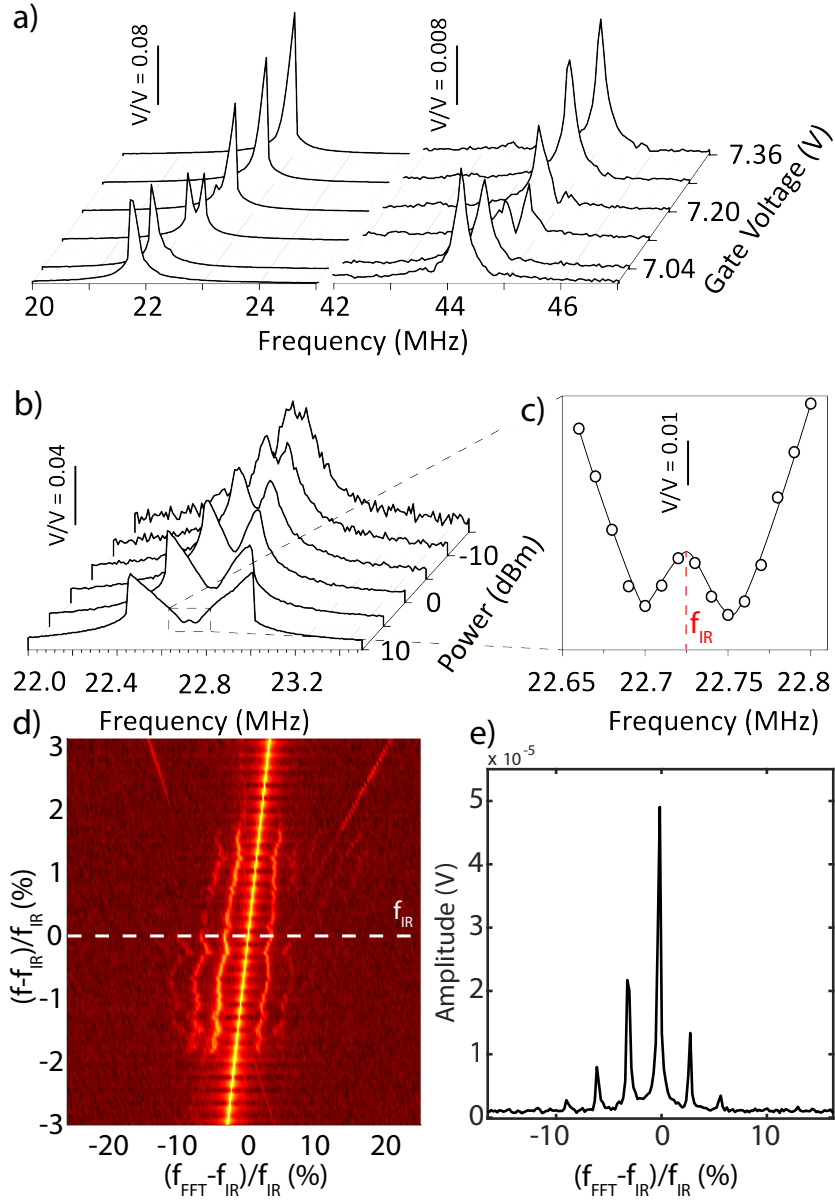 a)
V/V = 0.08
V/V = 0.008
7.36
7.20
7.04
Gate Voltage (V)
20 22 24 42 44 46
Frequency (MHz)
b)
V/V = 0.04
-10
0
10
Power (dBm)
22.0 22.4 22.8 23.2
Frequency (MHz)
c)
V/V = 0.01
f_IR
22.65 22.7 22.75 22.8
Frequency (MHz)
d)
3
2
1
0
-1
-2
-3
(f-f_IR)/f_IR (%)
f_IR
-20 -10 0 10 20
(f_FFT-f_IR)/f_IR (%)
e)
x 10^-5
5
4
3
2
1
0
Amplitude (V)
-10 0 10
(f_FFT-f_IR)/f_IR (%)